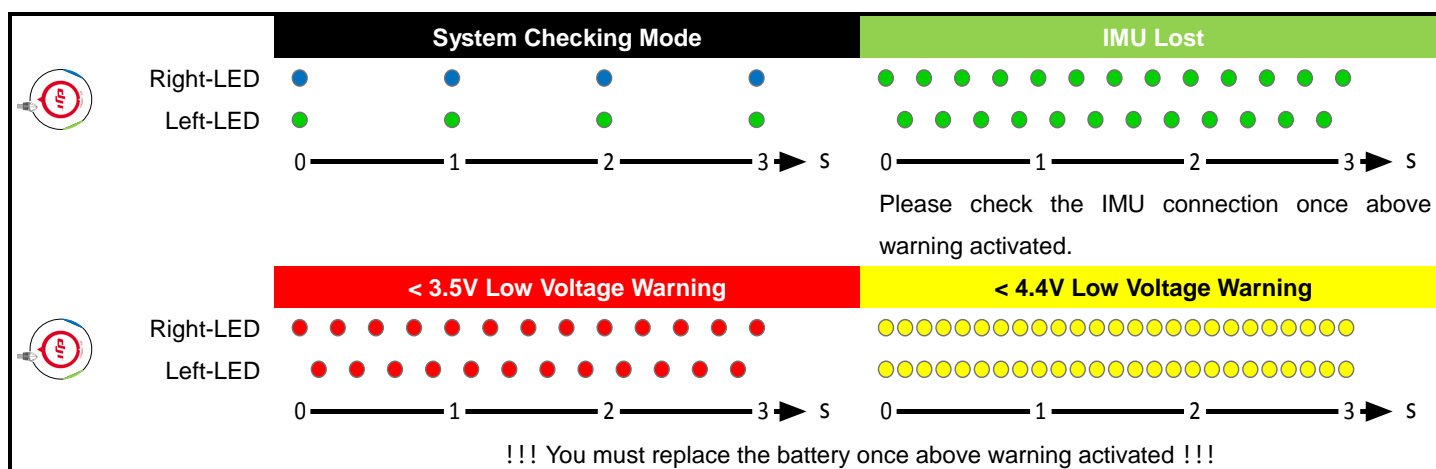 System Checking Mode
IMU Lost
Right-LED
Left-LED
0 1 2 3 S
0 1 2 3 S
Please check the IMU connection once above
warning activated.
< 3.5V Low Voltage Warning
< 4.4V Low Voltage Warning
Right-LED
Left-LED
0 1 2 3 S
0 1 2 3 S
!!! You must replace the battery once above warning activated !!!